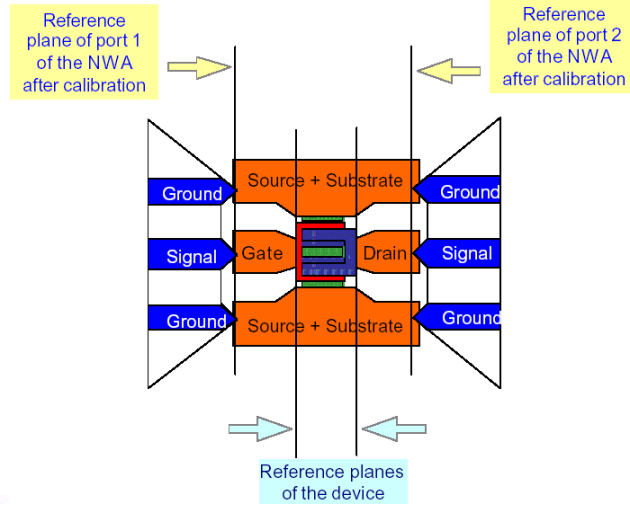 Reference
plane of port 1
of the NWA
after calibration
Reference
plane of port 2
of the NWA
after calibration
Source + Substrate
Ground
Ground
Signal
Gate
Drain
Signal
Ground
Source + Substrate
Ground
Reference planes
of the device